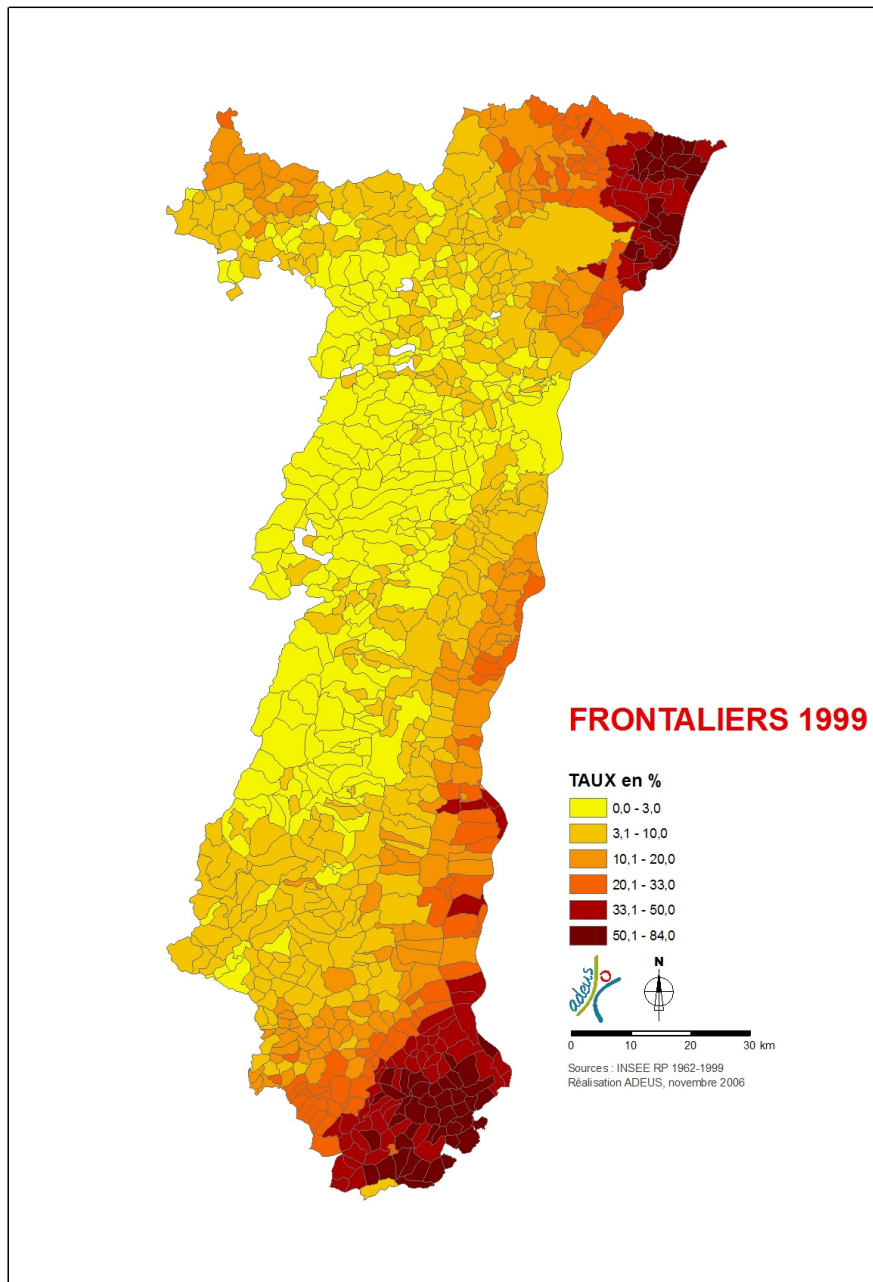 FRONTALIERS 1999
TAUX en %
0,0 - 3,0
3,1 - 10,0
10,1 - 20,0
20,1 - 33,0
33,1 - 50,0
50,1 - 84,0
adeus
N
0 10 20 30 km
Sources : INSEE RP 1962-1999
Réalisation ADEUS, novembre 2006